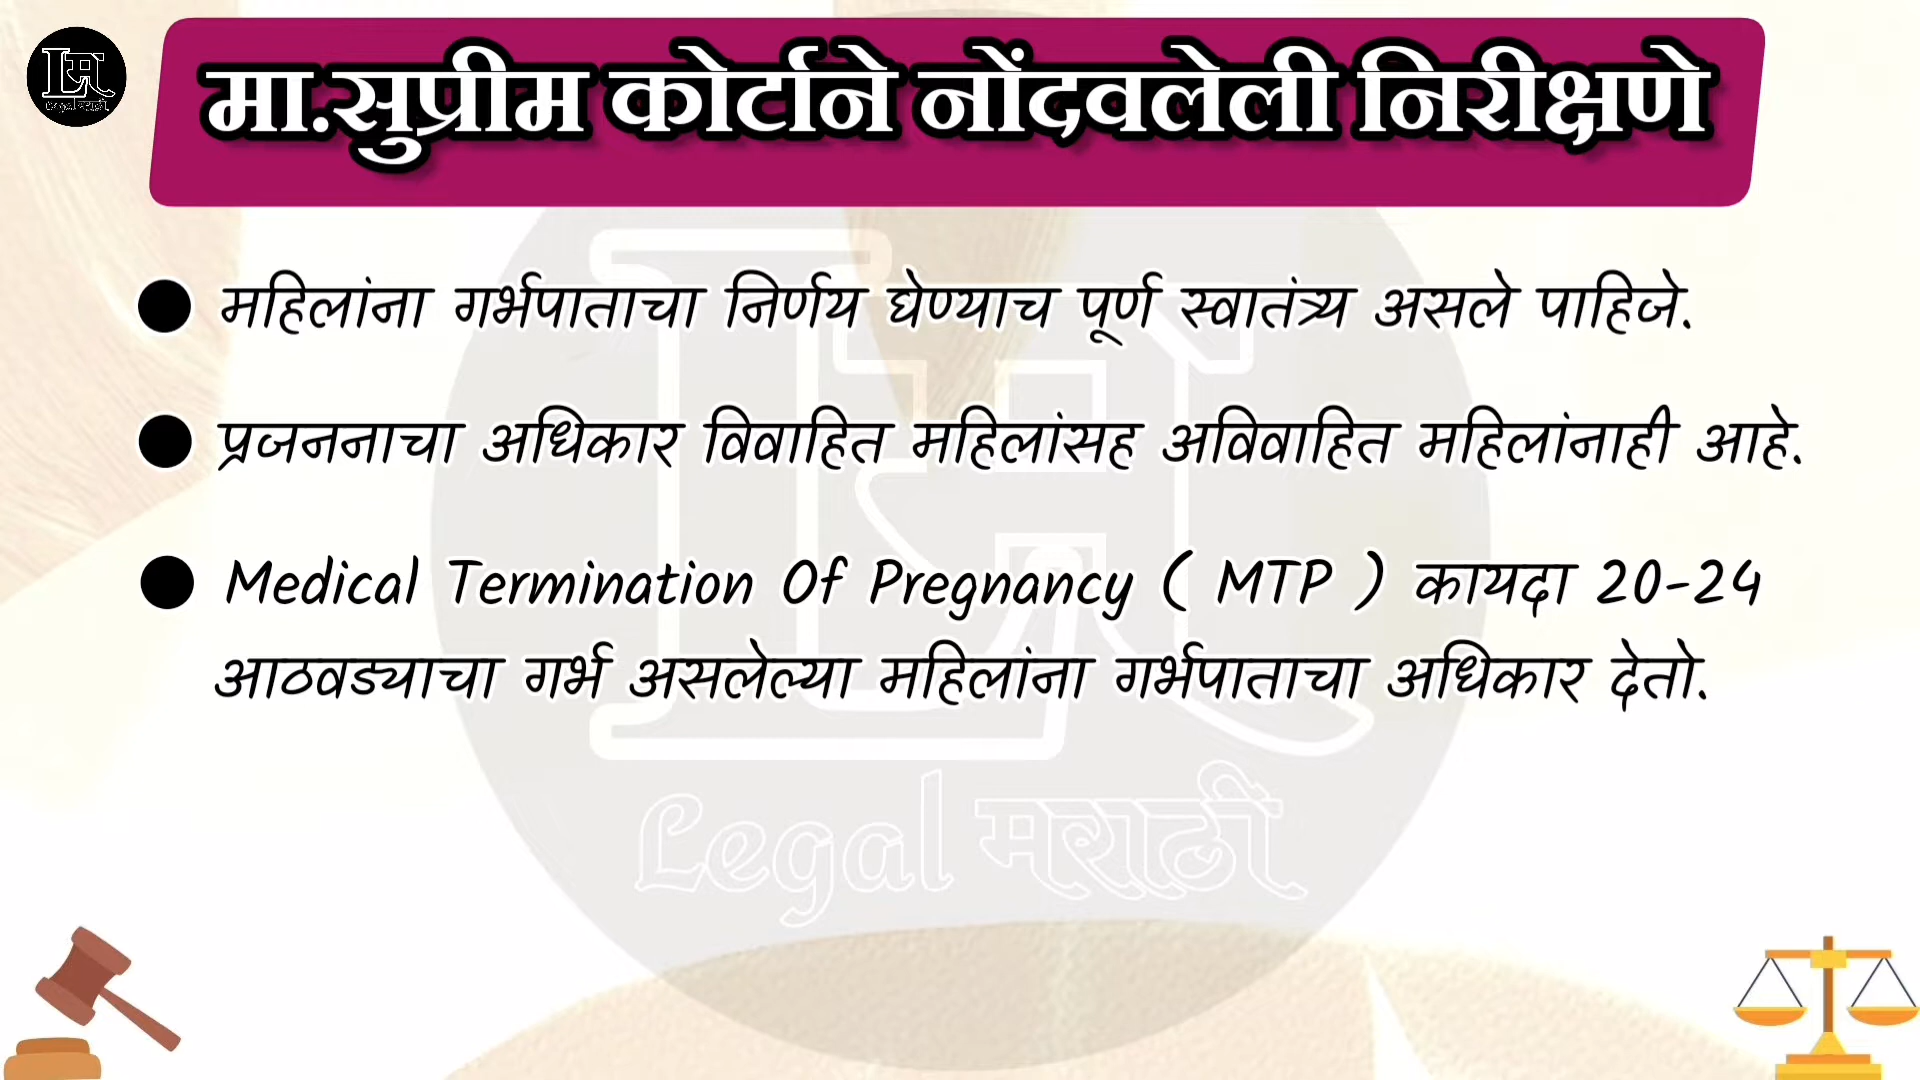 मा.सुप्रीम कोर्टाने नोंदवलेली निरीक्षणे
● महिलांना गर्भपाताचा निर्णय घेण्याच पूर्ण स्वातंत्र्य असले पाहिजे.
● प्रजननाचा अधिकार विवाहित महिलांसह अविवाहित महिलांनाही आहे.
● Medical Termination Of Pregnancy ( MTP ) कायदा 20-24
आठवड्याचा गर्भ असलेल्या महिलांना गर्भपाताचा अधिकार देतो.
Legal मराठी